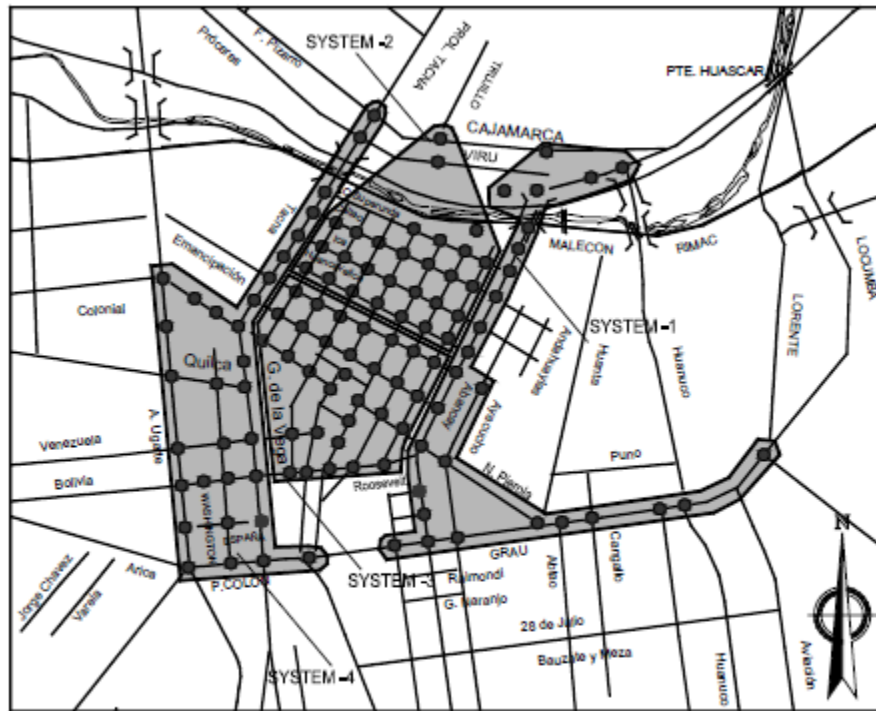 SYSTEM -2
F. Pizarro
Próceres
PROL. TACNA
TRUJILLO
PTE. HUASCAR
CAJAMARCA
VIRU
Tacna
Emancipación
MALECON
RIMAC
LOCUMBA
Colonial
SYSTEM -1
LORENTE
Quilca
G. de la Vega
Abancay
Ayacucho
Andahuaylas
Huanta
Huanuco
A. Ugarte
Venezuela
Bolivia
Roosevelt
N. Pierola
Puno
WASHINGTON
ESPAÑA
N
GRAU
Cangallo
Jorge Chavez
Varela
Arica
P.COLON
SYSTEM -3
Raimondi
G. Naranjo
28 de Julio
Bauzate y Meza
SYSTEM -4
Huanuco
Aviación